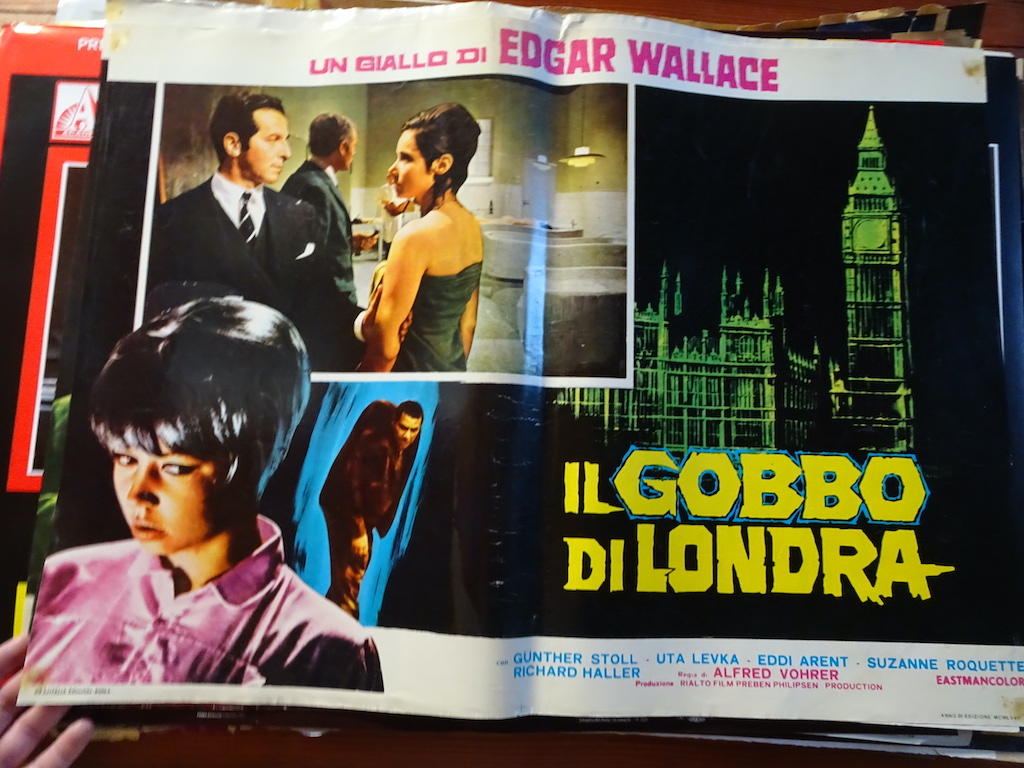 UN GIALLO DI EDGAR WALLACE
IL GOBBO
DI LONDRA
con GÜNTHER STOLL - UTA LEVKA - EDDI ARENT - SUZANNE ROQUETTE
RICHARD HALLER Regia di ALFRED VOHRER EASTMANCOLOR
Produzione RIALTO FILM PREBEN PHILIPSEN PRODUCTION